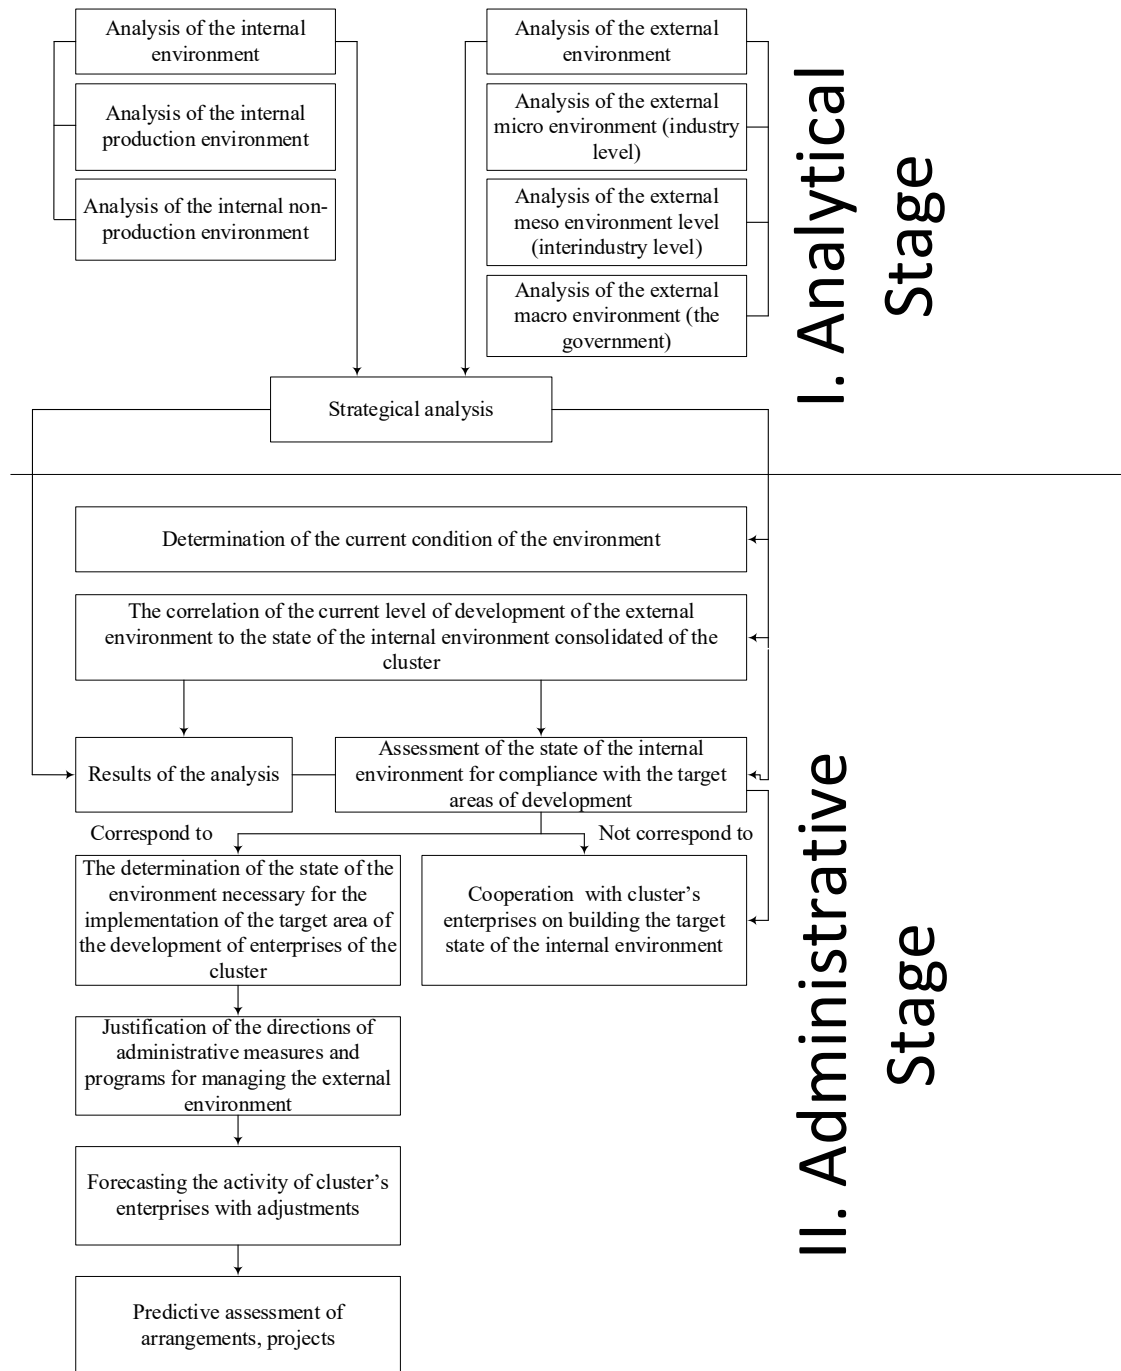 Analysis of the internal
environment
Analysis of the internal
production environment
Analysis of the internal non-
production environment
Analysis of the external
environment
Analysis of the external
micro environment (industry
level)
Analysis of the external
meso environment level
(interindustry level)
Analysis of the external
macro environment (the
government)
I. Analytical
Stage
Strategical analysis
Determination of the current condition of the environment
The correlation of the current level of development of the external
environment to the state of the internal environment consolidated of the
cluster
Results of the analysis
Assessment of the state of the internal
environment for compliance with the target
areas of development
Correspond to
Not correspond to
The determination of the state of the
environment necessary for the
implementation of the target area of
the development of enterprises of the
cluster
Cooperation with cluster’s
enterprises on building the target
state of the internal environment
Justification of the directions of
administrative measures and
programs for managing the external
environment
Forecasting the activity of cluster’s
enterprises with adjustments
Predictive assessment of
arrangements, projects
II. Administrative
Stage